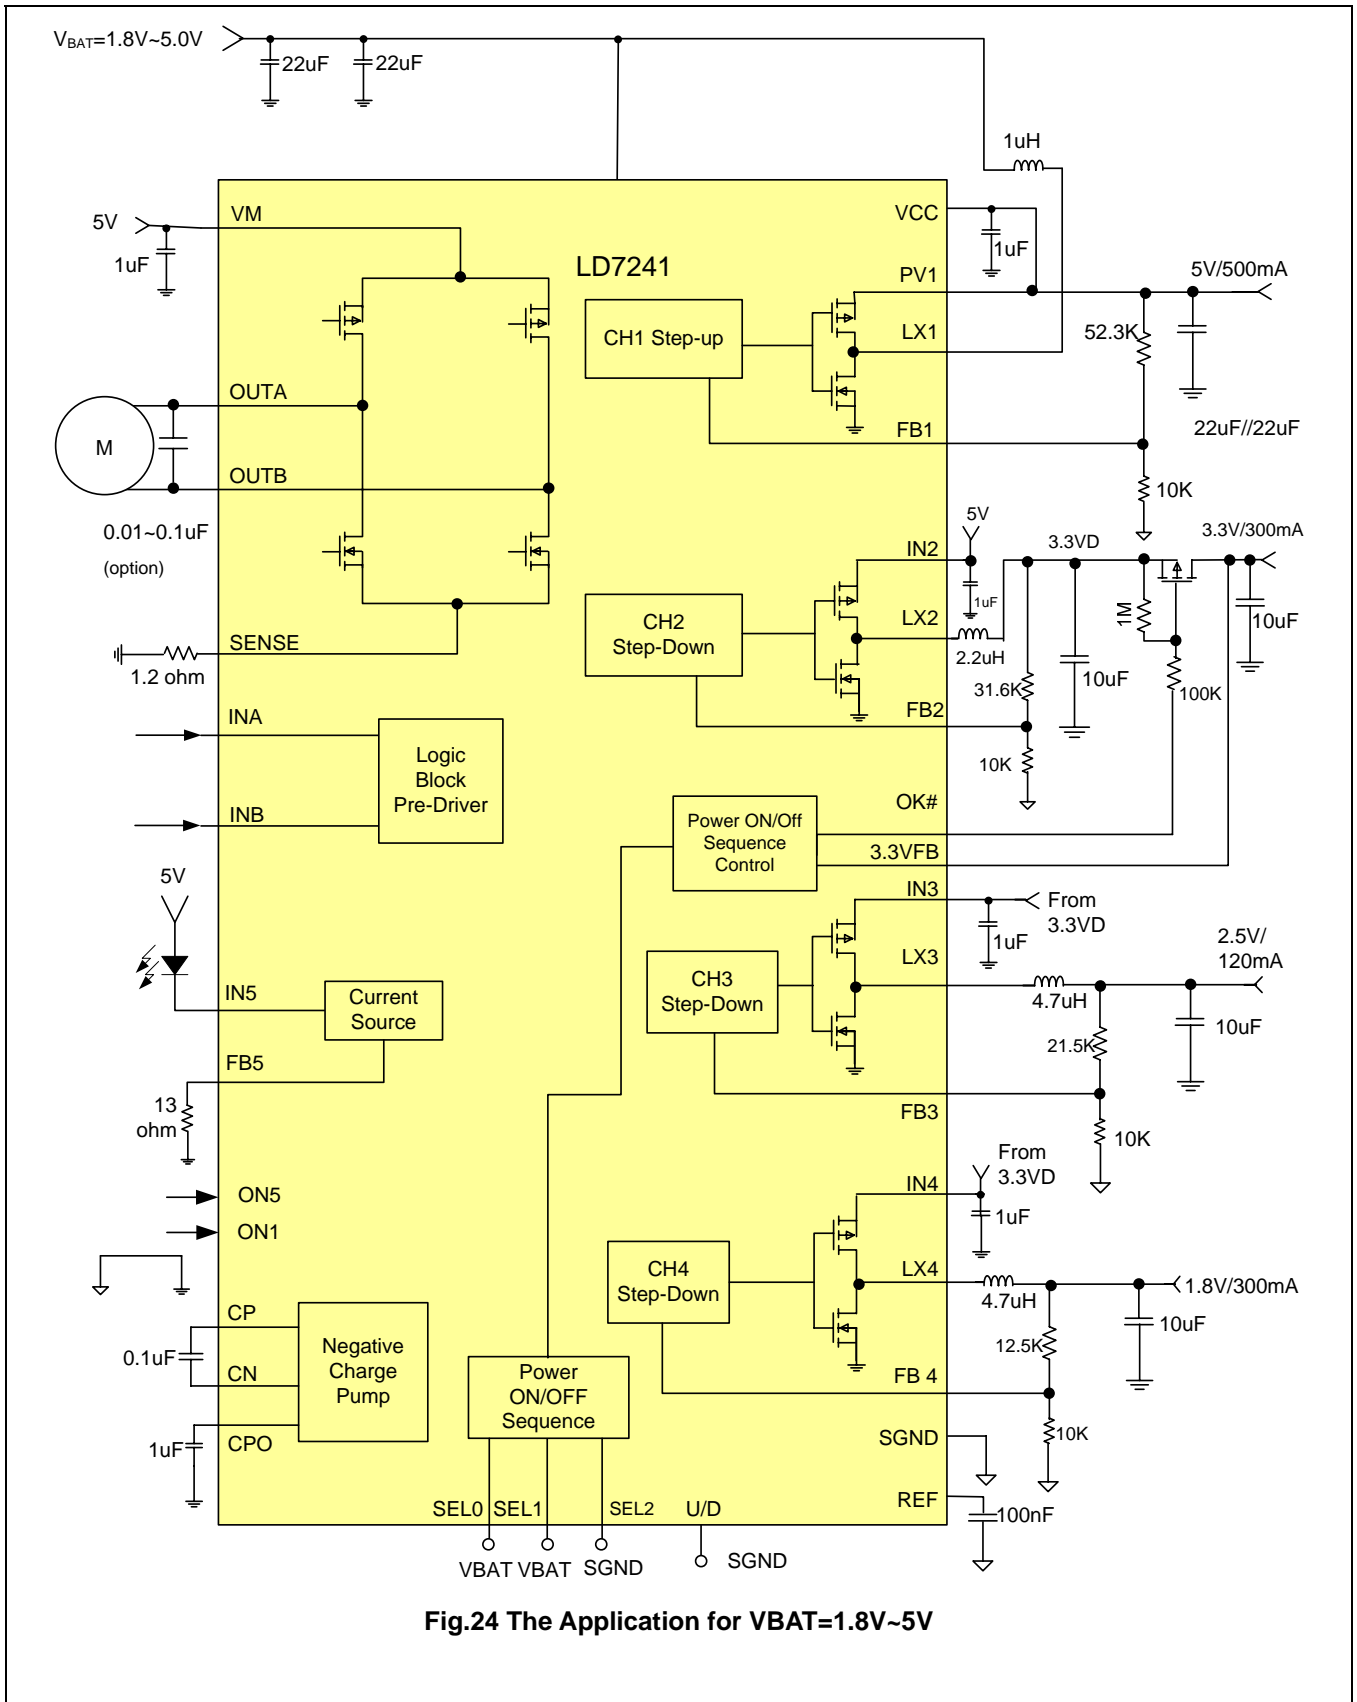 VBAT=1.8V~5.0V
22uF
22uF
1uH
5V
1uF
VM
LD7241
VCC
1uF
PV1
5V/500mA
CH1 Step-up
LX1
52.3K
OUTA
FB1
22uF//22uF
M
OUTB
10K
0.01~0.1uF
(option)
5V
3.3V/300mA
IN2
3.3VD
1uF
1M
CH2
Step-Down
LX2
10uF
SENSE
2.2uH
1.2 ohm
31.6K
10uF
100K
FB2
INA
Logic
Block
Pre-Driver
10K
INB
OK#
Power ON/Off
Sequence
Control
3.3VFB
5V
IN3
From
3.3VD
1uF
2.5V/
120mA
LX3
CH3
Step-Down
IN5
Current
Source
4.7uH
10uF
21.5K
FB5
13
ohm
FB3
10K
From
3.3VD
ON5
IN4
1uF
ON1
CH4
Step-Down
LX4
4.7uH
1.8V/300mA
CP
10uF
Negative
Charge
Pump
0.1uF
12.5K
CN
Power
ON/OFF
Sequence
FB 4
1uF
CPO
10K
SGND
REF
SEL0
SEL1
SEL2
U/D
100nF
VBAT
VBAT
SGND
SGND
Fig.24 The Application for VBAT=1.8V~5V